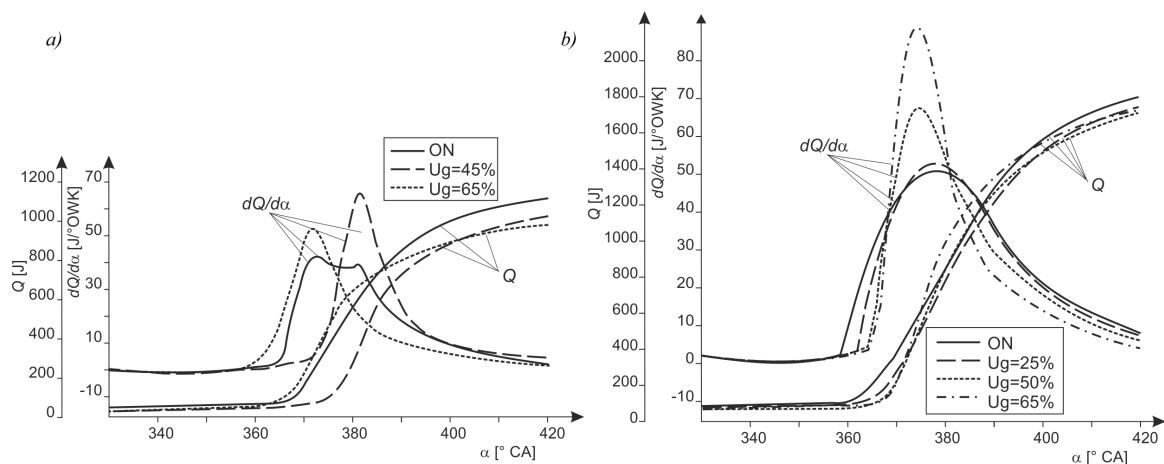 a)
ON
Ug=45%
Ug=65%
dQ/dα
Q
Q [J]
1200
1000
800
600
400
200
0
dQ/dα [J/°OWK]
70
50
30
10
-10
340
360
380
400
420
α [° CA]
b)
dQ/dα
Q
Q [J]
2000
1800
1600
1400
1200
1000
800
600
400
200
0
dQ/dα [J/°OWK]
80
70
60
50
40
30
20
10
0
-10
ON
Ug=25%
Ug=50%
Ug=65%
340
360
380
400
420
α [° CA]